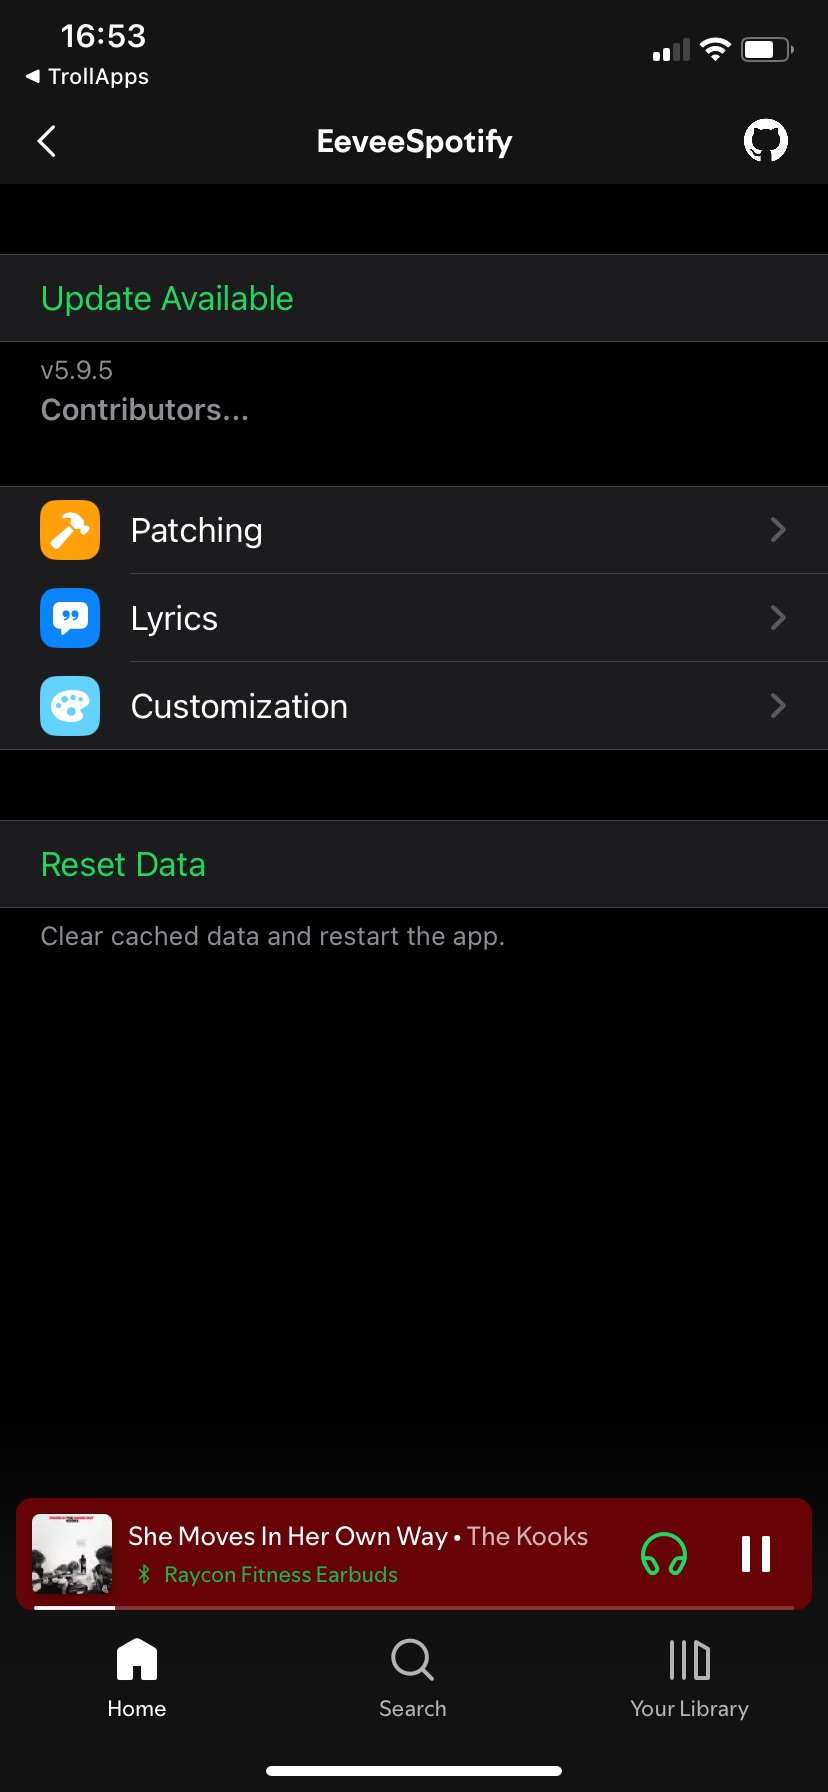 16:53
◀ TrollApps
EeveeSpotify
Update Available
v5.9.5
Contributors...
Patching
Lyrics
Customization
Reset Data
Clear cached data and restart the app.
She Moves In Her Own Way • The Kooks
Raycon Fitness Earbuds
Home
Search
Your Library